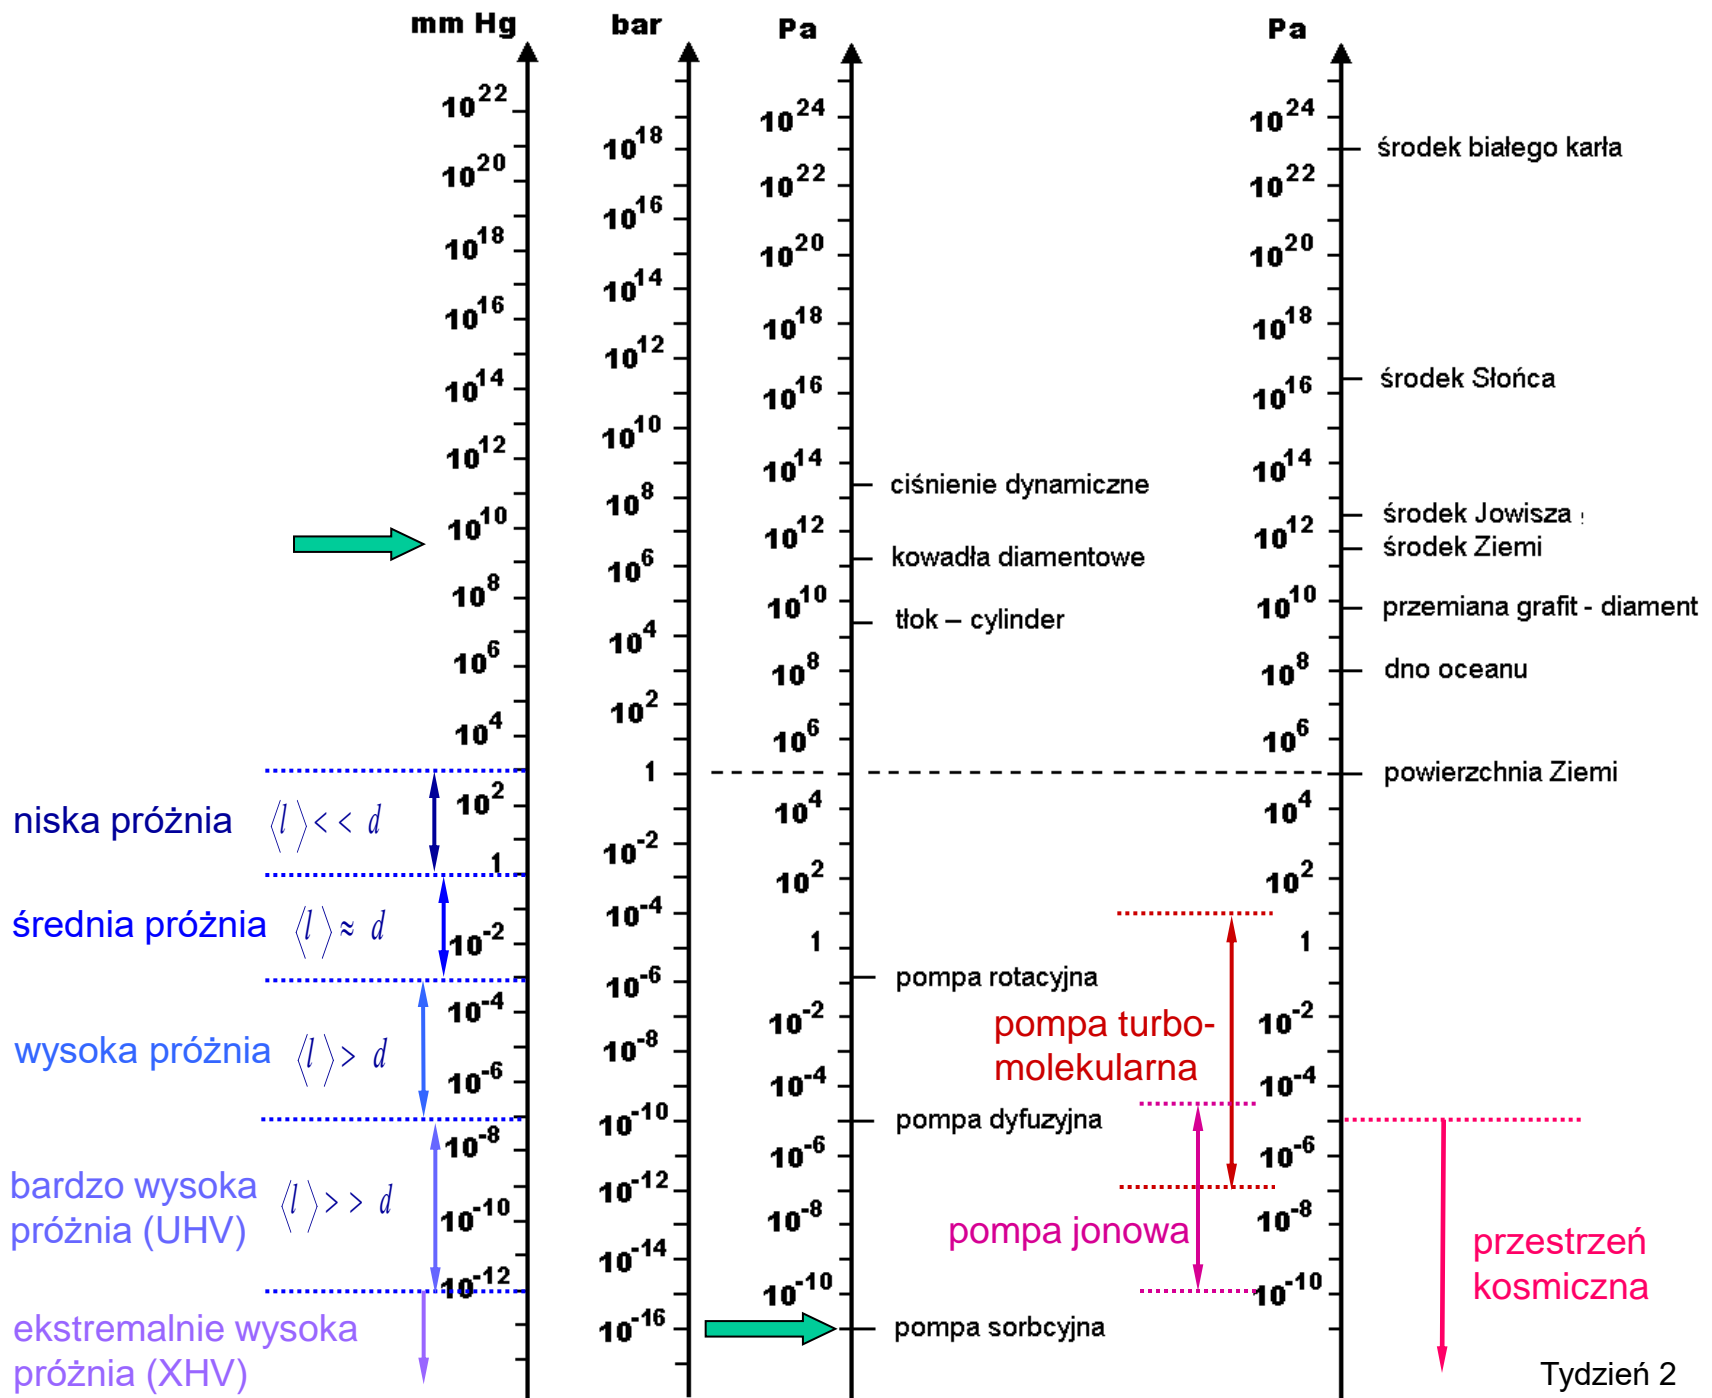 mm Hg
10^22
10^20
10^18
10^16
10^14
10^12
10^10
10^8
10^6
10^4
10^2
1
10^-2
10^-4
10^-6
10^-8
10^-10
10^-12
bar
10^18
10^16
10^14
10^12
10^10
10^8
10^6
10^4
10^2
1
10^-2
10^-4
10^-6
10^-8
10^-10
10^-12
10^-14
10^-16
Pa
10^24
10^22
10^20
10^18
10^16
10^14
10^12
10^10
10^8
10^6
10^4
10^2
1
10^-2
10^-4
10^-6
10^-8
10^-10
Pa
10^24
10^22
10^20
10^18
10^16
10^14
10^12
10^10
10^8
10^6
10^4
10^2
1
10^-2
10^-4
10^-6
10^-8
10^-10
niska próżnia ⟨l⟩<< d
średnia próżnia ⟨l⟩≈ d
wysoka próżnia ⟨l⟩> d
bardzo wysoka
próżnia (UHV) ⟨l⟩>> d
ekstremalnie wysoka
próżnia (XHV)
ciśnienie dynamiczne
kowadła diamentowe
tłok – cylinder
pompa rotacyjna
pompa dyfuzyjna
pompa sorbcyjna
pompa turbo-
molekularna
pompa jonowa
środek białego karła
środek Słońca
środek Jowisza
środek Ziemi
przemiana grafit - diament
dno oceanu
powierzchnia Ziemi
przestrzeń
kosmiczna
Tydzień 2